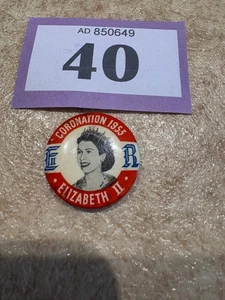 AD 850649
40
CORONATION 1953
E R
ELIZABETH II